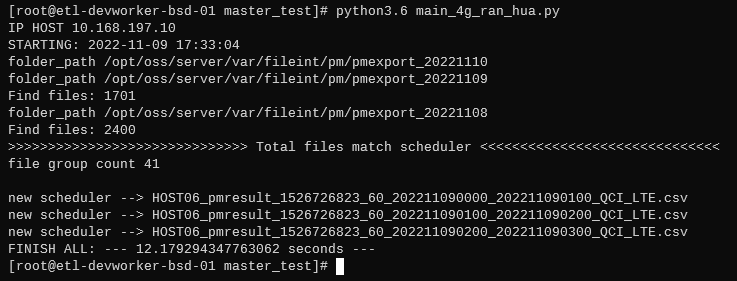 [root@etl-devworker-bsd-01 master_test]# python3.6 main_4g_ran_hua.py
IP HOST 10.168.197.10
STARTING: 2022-11-09 17:33:04
folder_path /opt/oss/server/var/fileint/pm/pmexport_20221110
folder_path /opt/oss/server/var/fileint/pm/pmexport_20221109
Find files: 1701
folder_path /opt/oss/server/var/fileint/pm/pmexport_20221108
Find files: 2400
>>>>>>>>>>>>>>>>>>>>>>>>>>>>>> Total files match scheduler <<<<<<<<<<<<<<<<<<<<<<<<<<<<<<
file group count 41
new scheduler --> HOST06_pmresult_1526726823_60_202211090000_202211090100_QCI_LTE.csv
new scheduler --> HOST06_pmresult_1526726823_60_202211090100_202211090200_QCI_LTE.csv
new scheduler --> HOST06_pmresult_1526726823_60_202211090200_202211090300_QCI_LTE.csv
FINISH ALL: --- 12.179294347763062 seconds ---
[root@etl-devworker-bsd-01 master_test]#